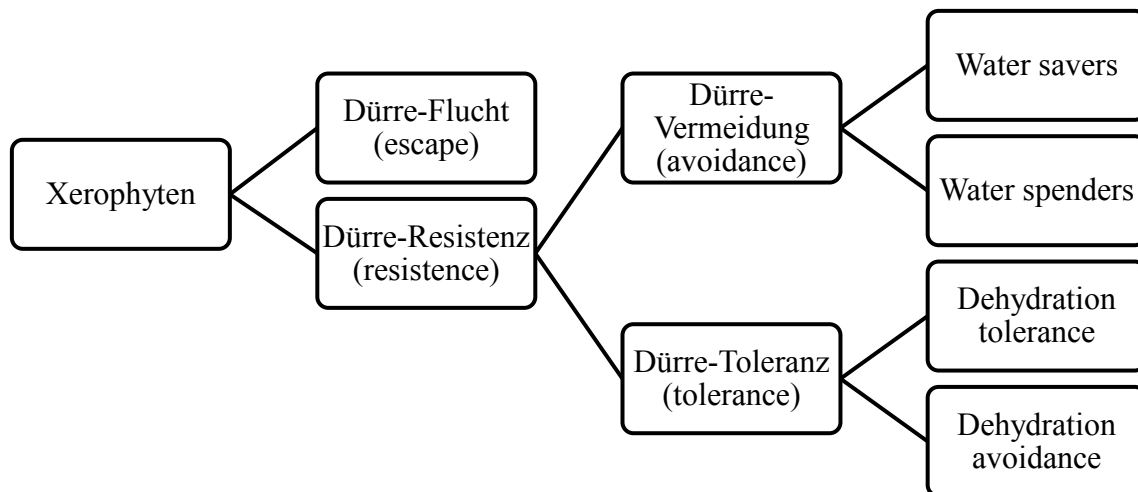 Xerophyten
Dürre-Flucht
(escape)
Dürre-Resistenz
(resistence)
Dürre-
Vermeidung
(avoidance)
Water savers
Water spenders
Dürre-Toleranz
(tolerance)
Dehydration
tolerance
Dehydration
avoidance